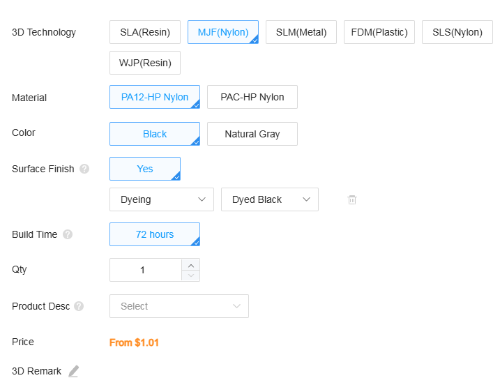 3D Technology SLA(Resin) MJF(Nylon) SLM(Metal) FDM(Plastic) SLS(Nylon)
WJP(Resin)
Material PA12-HP Nylon PAC-HP Nylon
Color Black Natural Gray
Surface Finish ? Yes
Dyeing Dyed Black
Build Time ? 72 hours
Qty 1
Product Desc ? Select
Price From $1.01
3D Remark